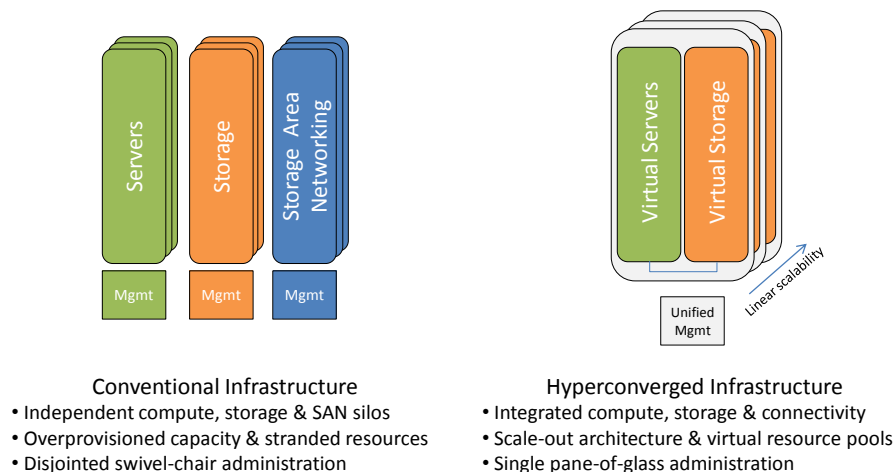 Servers
Storage
Storage Area
Networking
Mgmt
Mgmt
Mgmt
Conventional Infrastructure
• Independent compute, storage & SAN silos
• Overprovisioned capacity & stranded resources
• Disjointed swivel-chair administration
Virtual Servers
Virtual Storage
Linear scalability
Unified
Mgmt
Hyperconverged Infrastructure
• Integrated compute, storage & connectivity
• Scale-out architecture & virtual resource pools
• Single pane-of-glass administration